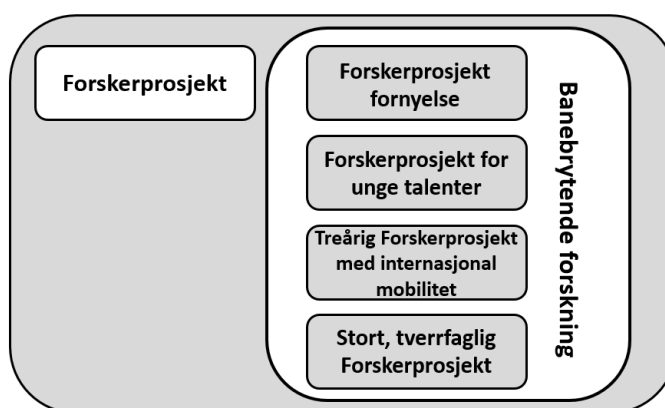 Forskerprosjekt
Forskerprosjekt
fornyelse
Forskerprosjekt for
unge talenter
Treårig Forskerprosjekt
med internasjonal
mobilitet
Stort, tverrfaglig
Forskerprosjekt
Banebrytende forskning